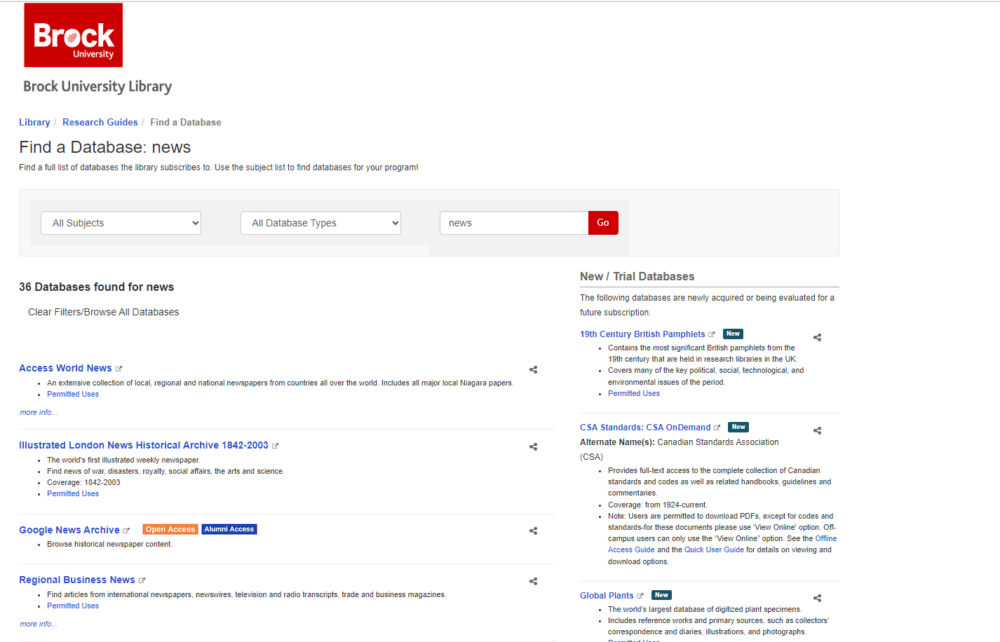 Brock
University
Brock University Library
Library / Research Guides / Find a Database
Find a Database: news
Find a full list of databases the library subscribes to. Use the subject list to find databases for your program!
All Subjects
All Database Types
news
Go
36 Databases found for news
Clear Filters/Browse All Databases
Access World News
An extensive collection of local, regional and national newspapers from countries all over the world. Includes all major local Niagara papers.
Permitted Uses
more info...
Illustrated London News Historical Archive 1842-2003
The world's first illustrated weekly newspaper.
Find news of war, disasters, royalty, social affairs, the arts and science.
Coverage: 1842-2003
Permitted Uses
Google News Archive Open Access Alumni Access
Browse historical newspaper content.
Regional Business News
Find articles from international newspapers, newswires, television and radio transcripts, trade and business magazines.
Permitted Uses
more info...
New / Trial Databases
The following databases are newly acquired or being evaluated for a
future subscription.
19th Century British Pamphlets New
Contains the most significant British pamphlets from the
19th century that are held in research libraries in the UK.
Covers many of the key political, social, technological, and
environmental issues of the period.
Permitted Uses
CSA Standards: CSA OnDemand New
Alternate Name(s): Canadian Standards Association
(CSA)
Provides full-text access to the complete collection of Canadian
standards and codes as well as related handbooks, guidelines and
commentaries.
Coverage: from 1924-current.
Note: Users are permitted to download PDFs, except for codes and
standards-for these documents please use 'View Online' option. Off-
campus users can only use the “View Online” option. See the Offline
Access Guide and the Quick User Guide for details on viewing and
download options.
Global Plants New
The world’s largest database of digitized plant specimens.
Includes reference works and primary sources, such as collectors’
correspondence and diaries, illustrations, and photographs.
Permitted Uses